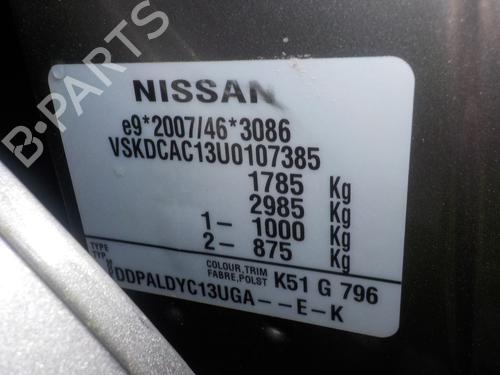 NISSAN
e9*2007/46*3086
VSKDCAC13U0107385
1785 Kg
2985 Kg
1- 1000 Kg
2- 875 Kg
TYPE
TYP
COLOUR,TRIM
FABRE,POLST
K51 G 796
DDPALDYC13UGA--E-K
B-PARTS